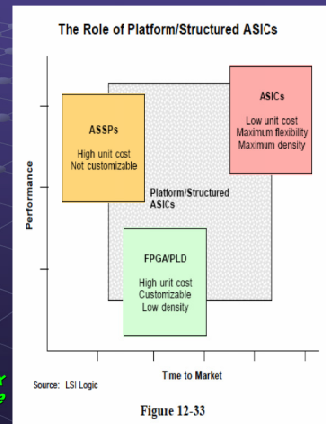 The Role of Platform/Structured ASICs
ASICs
Low unit cost
Maximum flexibility
Maximum density
ASSPs
High unit cost
Not customizable
Platform/Structured
ASICs
FPGA/PLD
High unit cost
Customizable
Low density
Performance
Time to Market
Source: LSI Logic
Figure 12-33